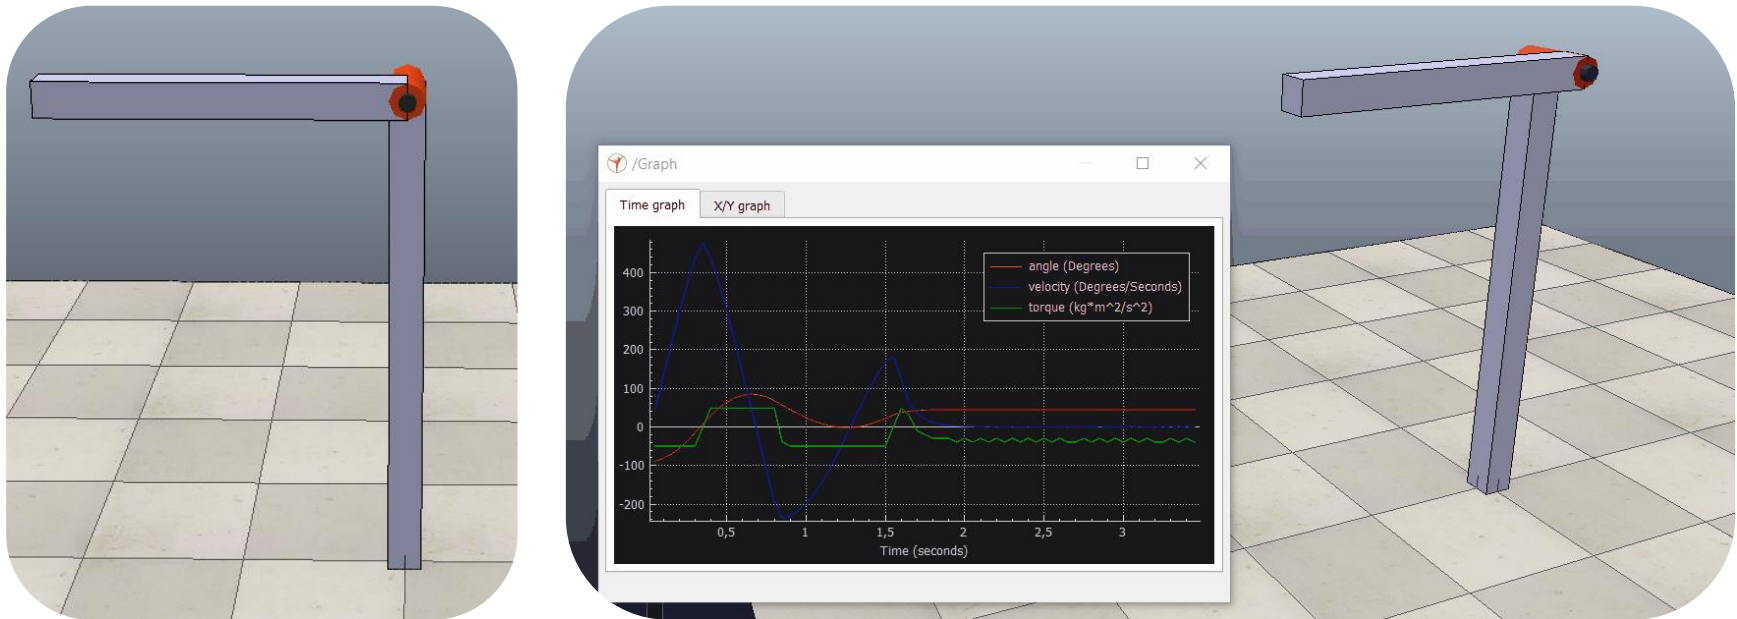 /Graph
Time graph
X/Y graph
angle (Degrees)
velocity (Degrees/Seconds)
torque (kg*m^2/s^2)
400
300
200
100
0
-100
-200
0,5
1
1,5
2
2,5
3
Time (seconds)